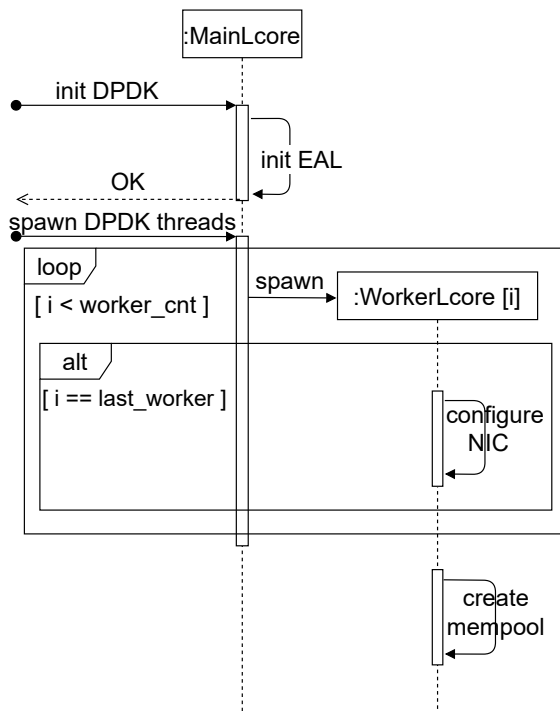 :MainLcore
init DPDK
init EAL
OK
spawn DPDK threads
loop
[ i < worker_cnt ]
spawn
:WorkerLcore [i]
alt
[ i == last_worker ]
configure
NIC
create
mempool